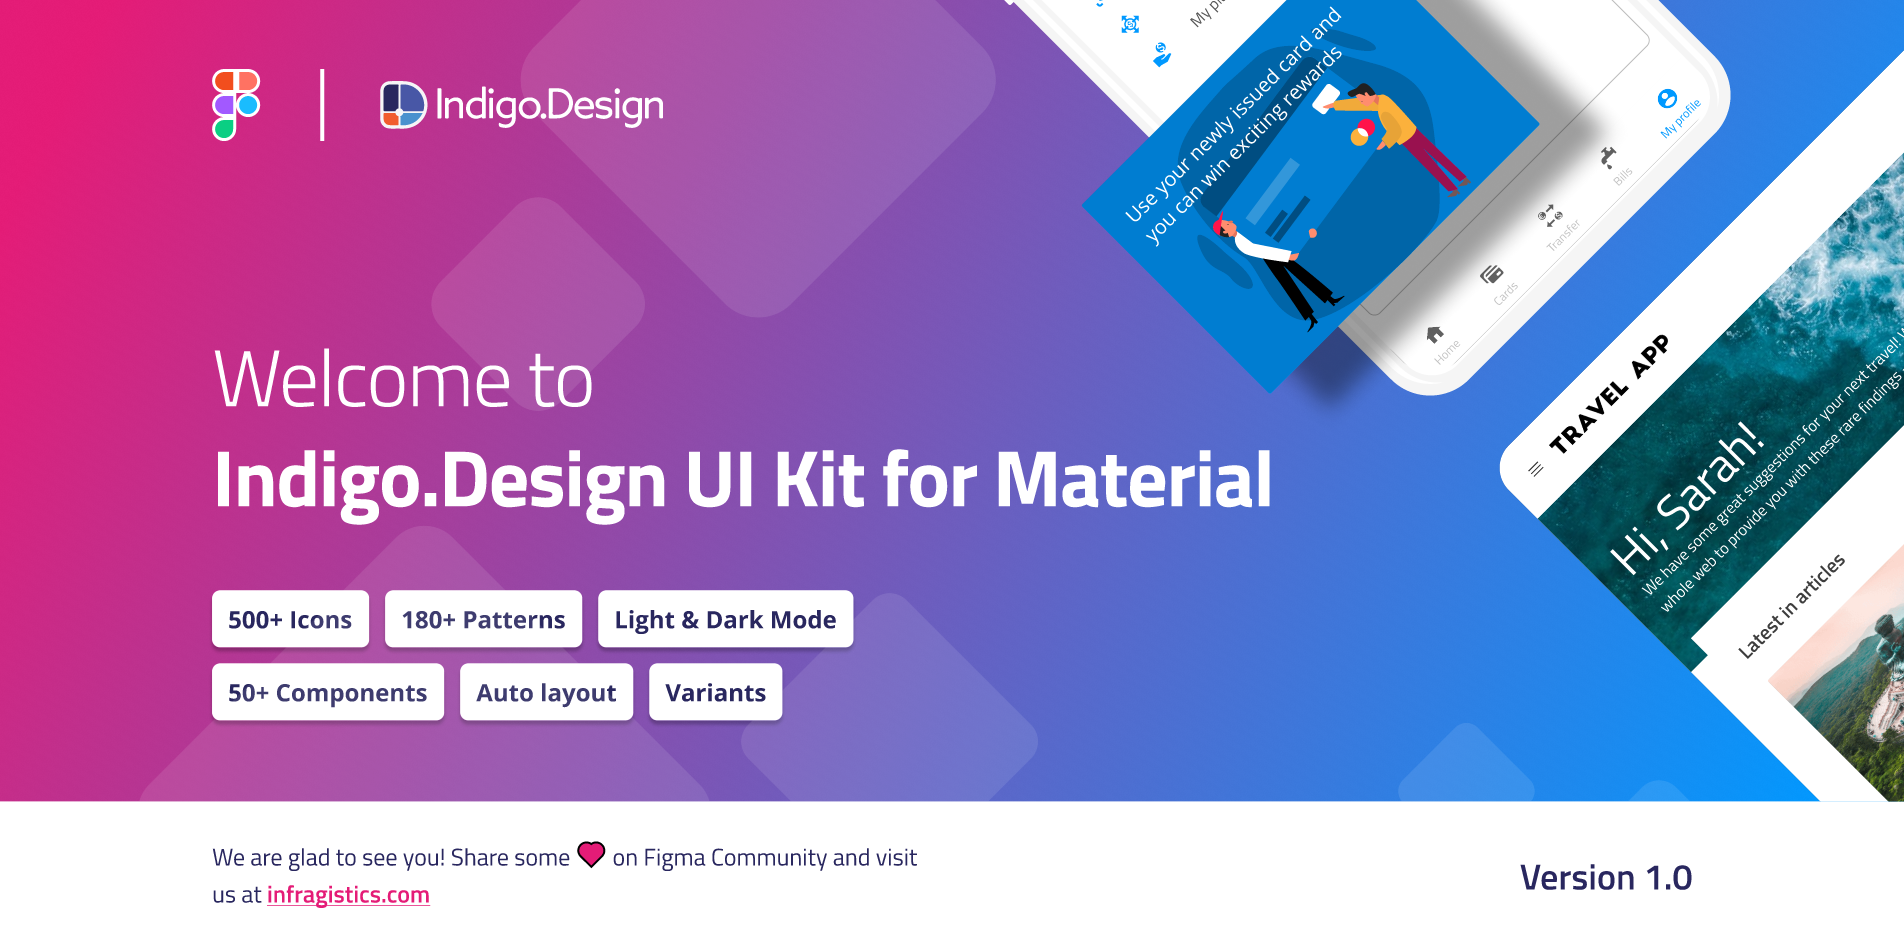 Indigo.Design
Welcome to
Indigo.Design UI Kit for Material
500+ Icons
180+ Patterns
Light & Dark Mode
50+ Components
Auto layout
Variants
My
Use your newly issued card and
you can win exciting rewards
My profile
Bills
Transfer
Cards
Home
TRAVEL APP
Hi, Sarah!
We have some great suggestions for your next travel!
whole web to provide you with these rare findings
Latest in articles
We are glad to see you! Share some on Figma Community and visit
us at infragistics.com
Version 1.0